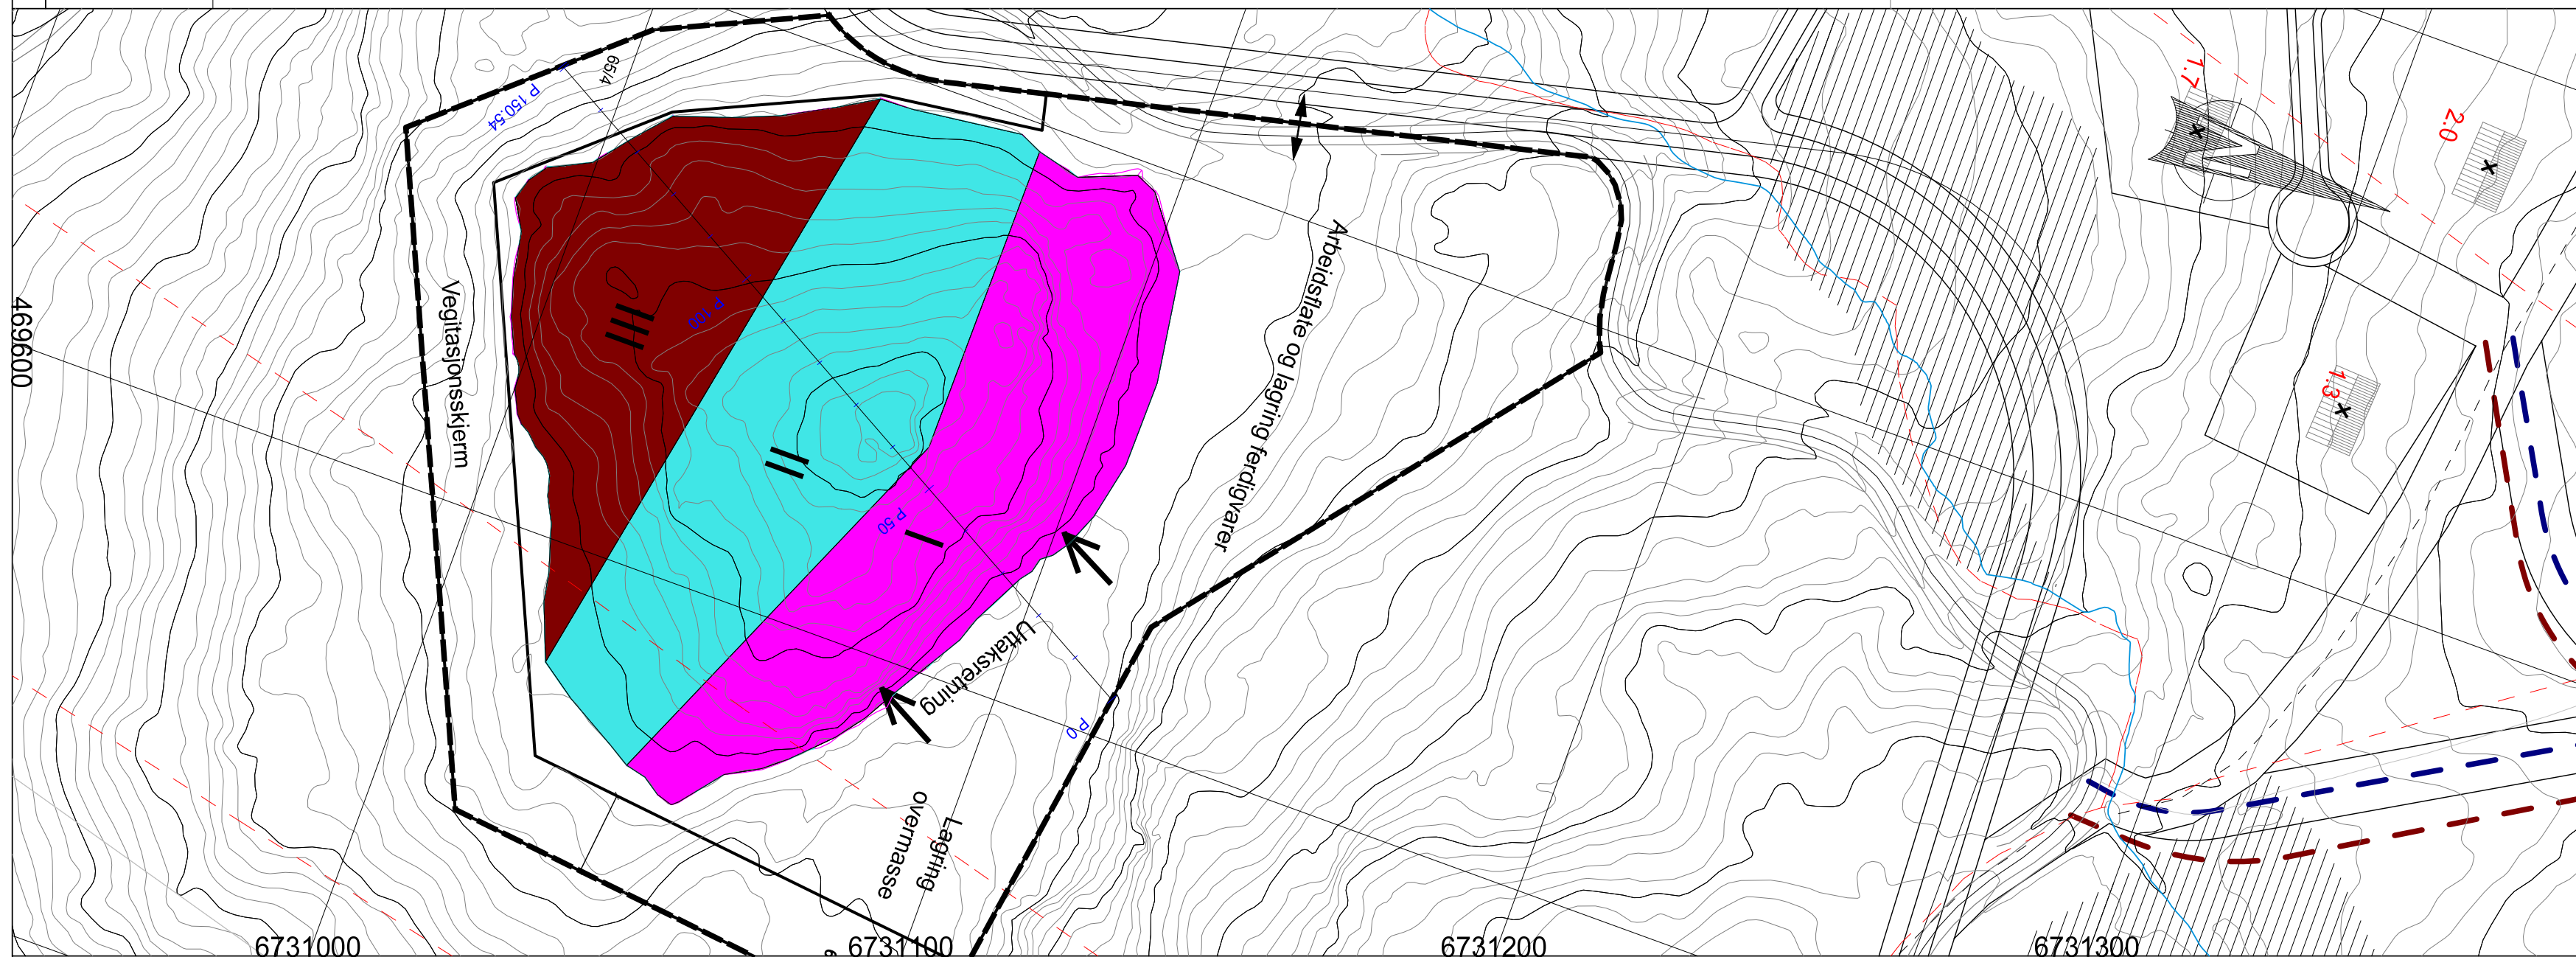 65/4
P 150.54
1.7
2.0
469600
Vegitasjonsskjerm
III
P 100
Arbeidsflate og lagring ferdigvarer
N
1.3
II
P 50
I
Uttaksretning
P 0
Lagring
overmasse
6731000
6731100
6731200
6731300